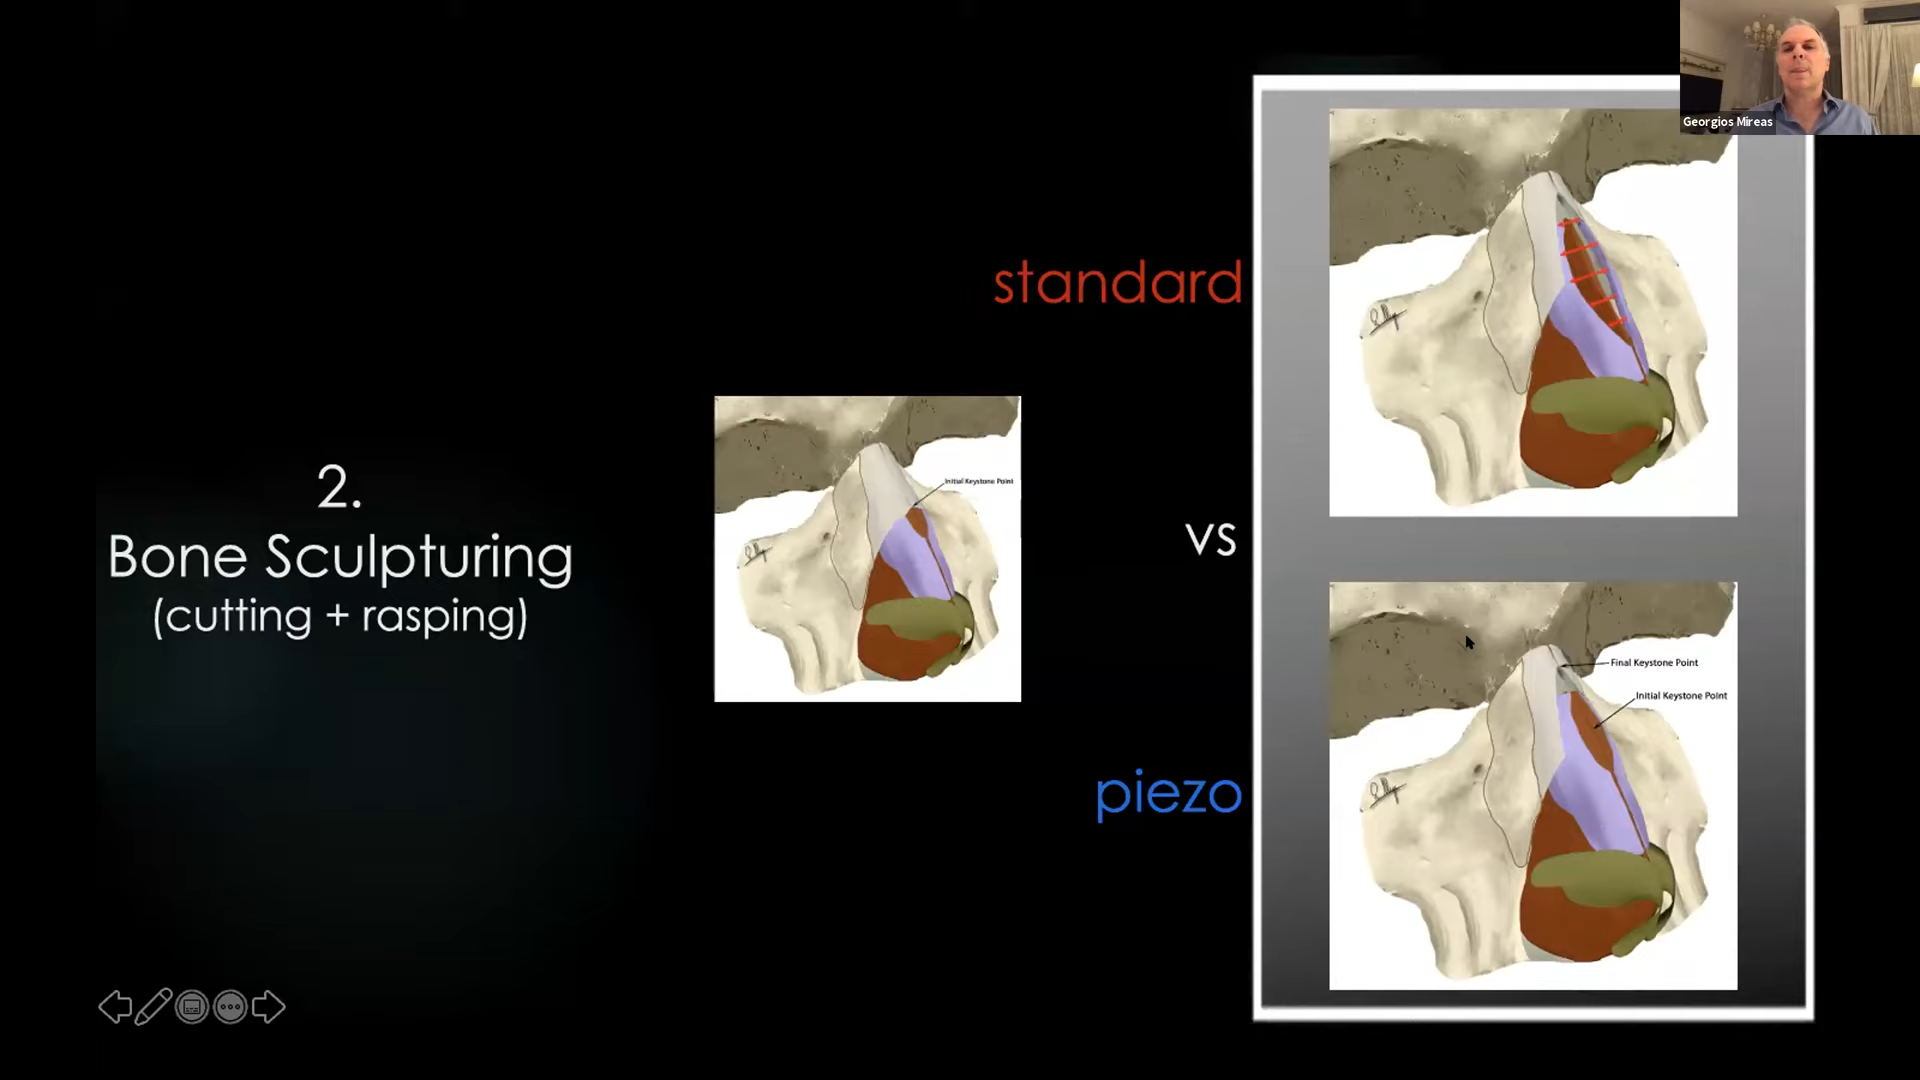 Georgios Mireas
standard
vs
piezo
2.
Bone Sculpturing
(cutting + rasping)
Initial Keystone Point
Final Keystone Point
Initial Keystone Point